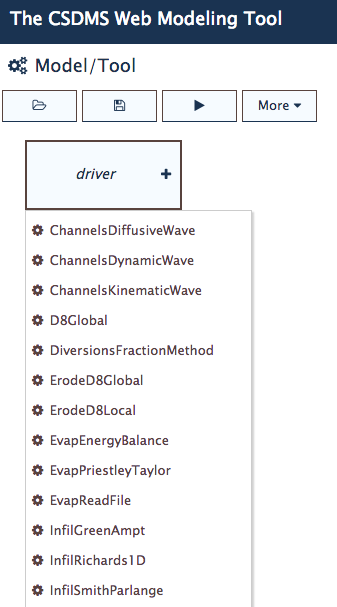 The CSDMS Web Modeling Tool
Model/Tool
More
driver
ChannelsDiffusiveWave
ChannelsDynamicWave
ChannelsKinematicWave
D8Global
DiversionsFractionMethod
ErodeD8Global
ErodeD8Local
EvapEnergyBalance
EvapPriestleyTaylor
EvapReadFile
InfilGreenAmpt
InfilRichards1D
InfilSmithParlange